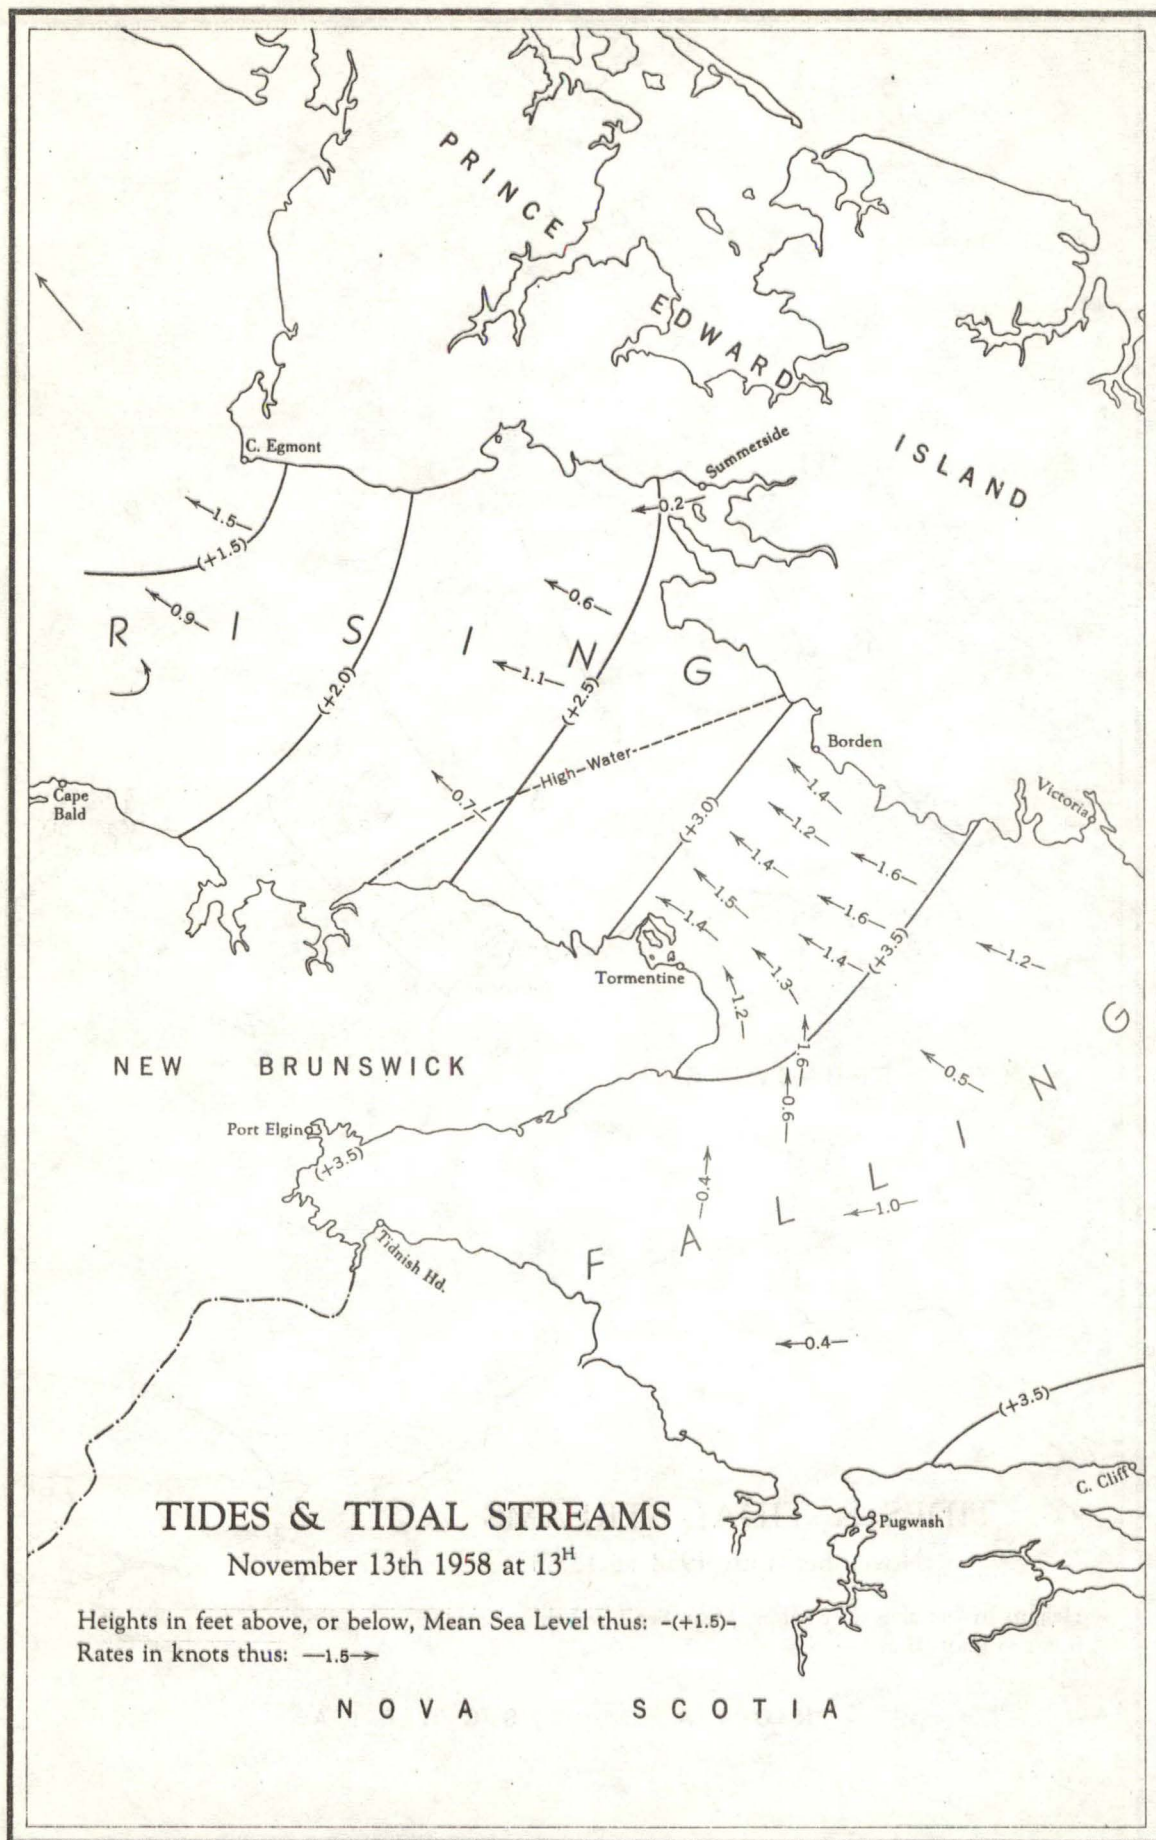 PRINCE
EDWARD
ISLAND
C. Egmont
Summerside
1.5
(+1.5)
0.2
0.9
0.6
RISING
1.1
(+2.0)
(+2.5)
High-Water
Borden
Cape
Bald
0.7
1.4
Victoria
(+3.0)
1.2
1.4
1.6
1.5
1.6
1.4
(+3.5)
1.4
1.2
Tormentine
1.3
1.2
1.6
NEW BRUNSWICK
0.5
0.6
Port Elgin
(+3.5)
0.4
1.0
FALLING
Tidnish Hd.
0.4
(+3.5)
C. Cliff
Pugwash
TIDES & TIDAL STREAMS
November 13th 1958 at 13H
Heights in feet above, or below, Mean Sea Level thus: -(+1.5)-
Rates in knots thus: —1.5→
NOVA SCOTIA